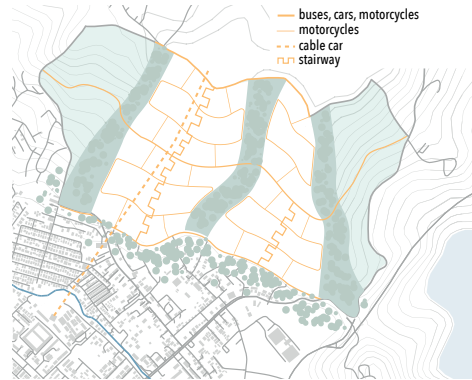 buses, cars, motorcycles
motorcycles
cable car
stairway